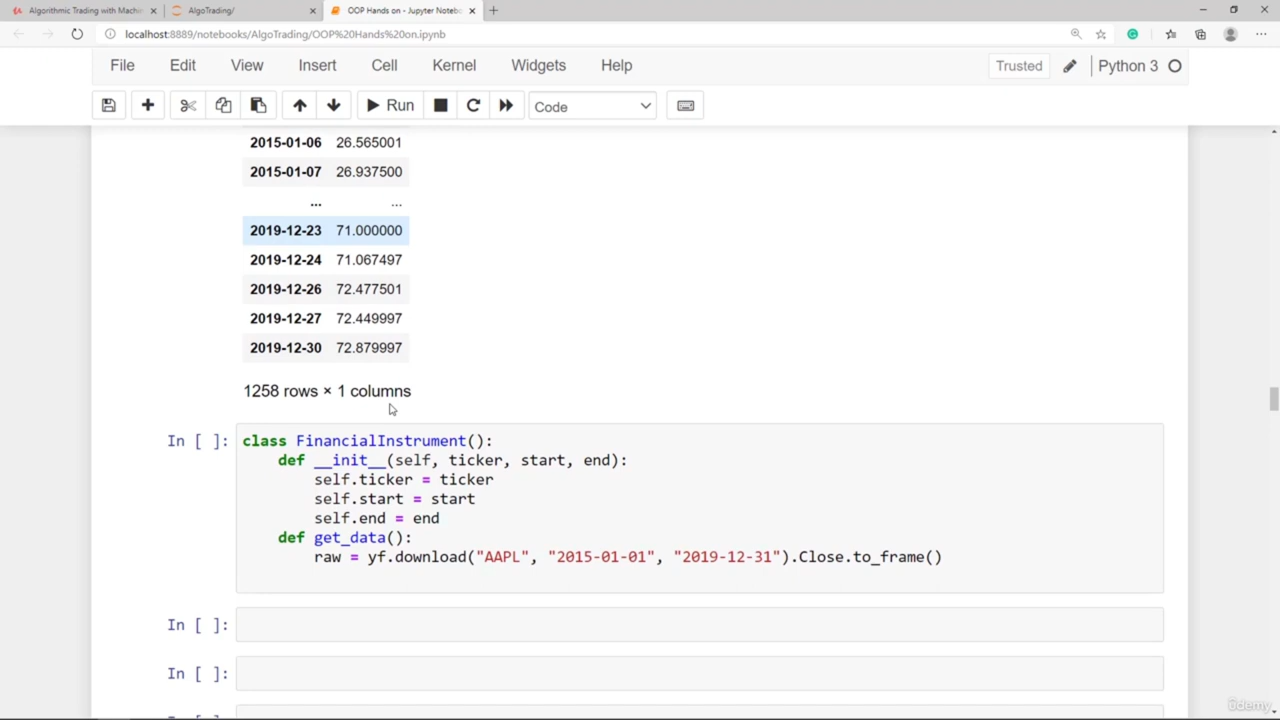 Algorithmic Trading with Machin
AlgoTrading/
OOP Hands on - Jupyter Notebo
localhost:8889/notebooks/AlgoTrading/OOP%20Hands%20on.ipynb
File Edit View Insert Cell Kernel Widgets Help
Trusted
Python 3
Run
Code
2015-01-06 26.565001
2015-01-07 26.937500
... ...
2019-12-23 71.000000
2019-12-24 71.067497
2019-12-26 72.477501
2019-12-27 72.449997
2019-12-30 72.879997
1258 rows × 1 columns
In [ ]: class FinancialInstrument():
def __init__(self, ticker, start, end):
self.ticker = ticker
self.start = start
self.end = end
def get_data():
raw = yf.download("AAPL", "2015-01-01", "2019-12-31").Close.to_frame()
In [ ]:
In [ ]:
ûdemy